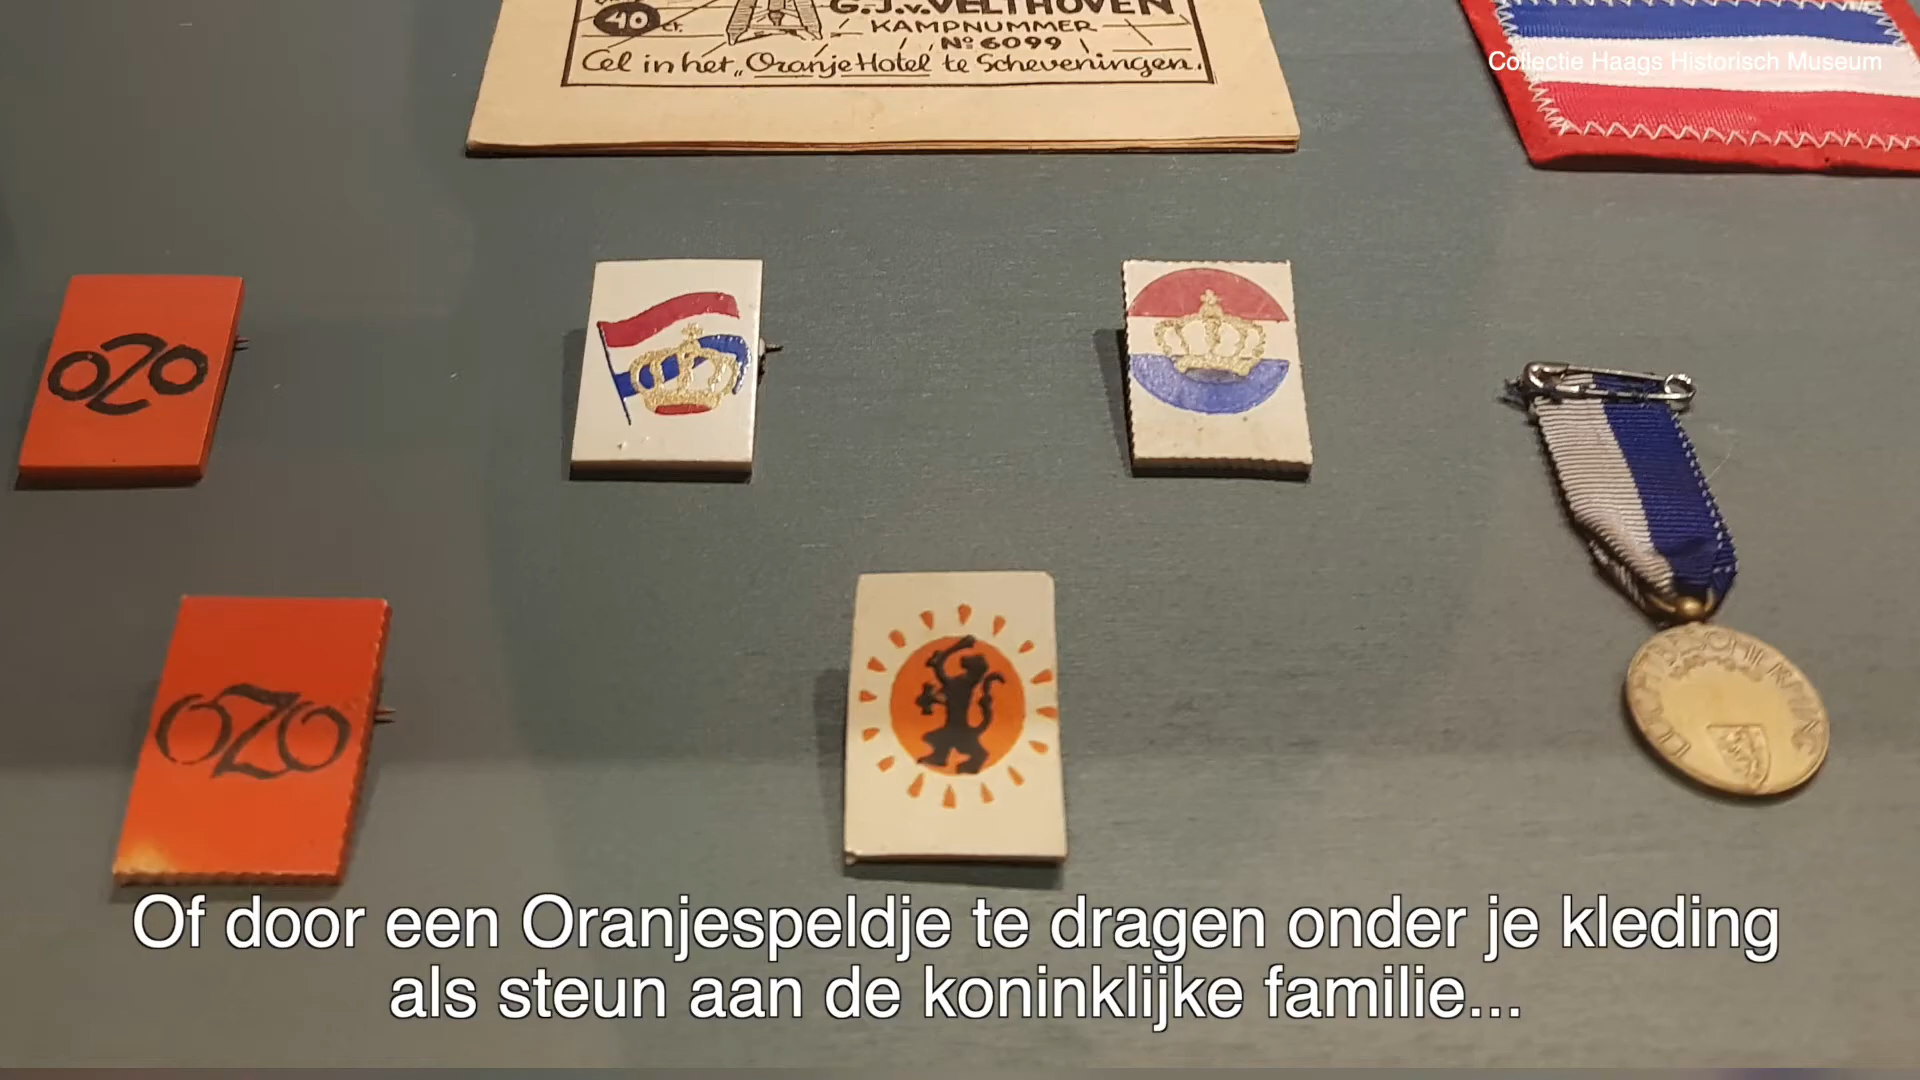 40 ct.
G.J.v.VELTHOVEN
KAMPNUMMER
Nº 6099
Cel in het „Oranje Hotel te Scheveningen.
Collectie Haags Historisch Museum
OZO
OZO
LUCHTBESCHERMING
Of door een Oranjespeldje te dragen onder je kleding
als steun aan de koninklijke familie...